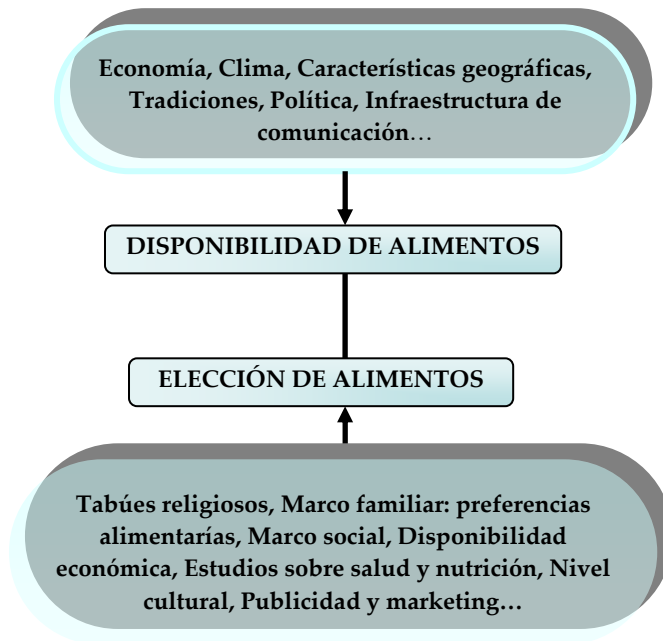 Economía, Clima, Características geográficas,
Tradiciones, Política, Infraestructura de
comunicación…
DISPONIBILIDAD DE ALIMENTOS
ELECCIÓN DE ALIMENTOS
Tabúes religiosos, Marco familiar: preferencias
alimentarías, Marco social, Disponibilidad
económica, Estudios sobre salud y nutrición, Nivel
cultural, Publicidad y marketing…